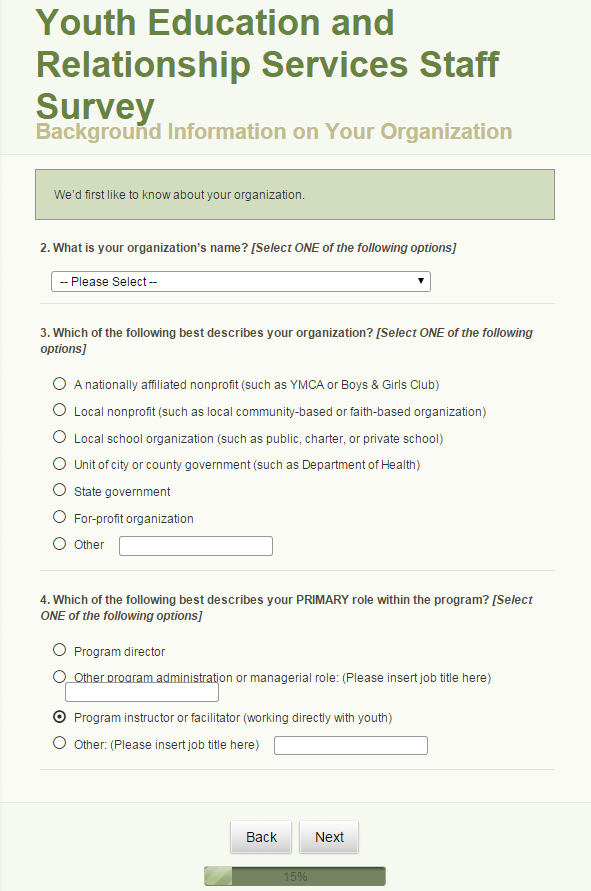 Youth Education and
Relationship Services Staff
Survey
Background Information on Your Organization
We'd first like to know about your organization.
2. What is your organization's name? [Select ONE of the following options]
-- Please Select --
3. Which of the following best describes your organization? [Select ONE of the following
options]
A nationally affiliated nonprofit (such as YMCA or Boys & Girls Club)
Local nonprofit (such as local community-based or faith-based organization)
Local school organization (such as public, charter, or private school)
Unit of city or county government (such as Department of Health)
State government
For-profit organization
Other
4. Which of the following best describes your PRIMARY role within the program? [Select
ONE of the following options]
Program director
Other program administration or managerial role: (Please insert job title here)
Program instructor or facilitator (working directly with youth)
Other: (Please insert job title here)
Back Next
15%